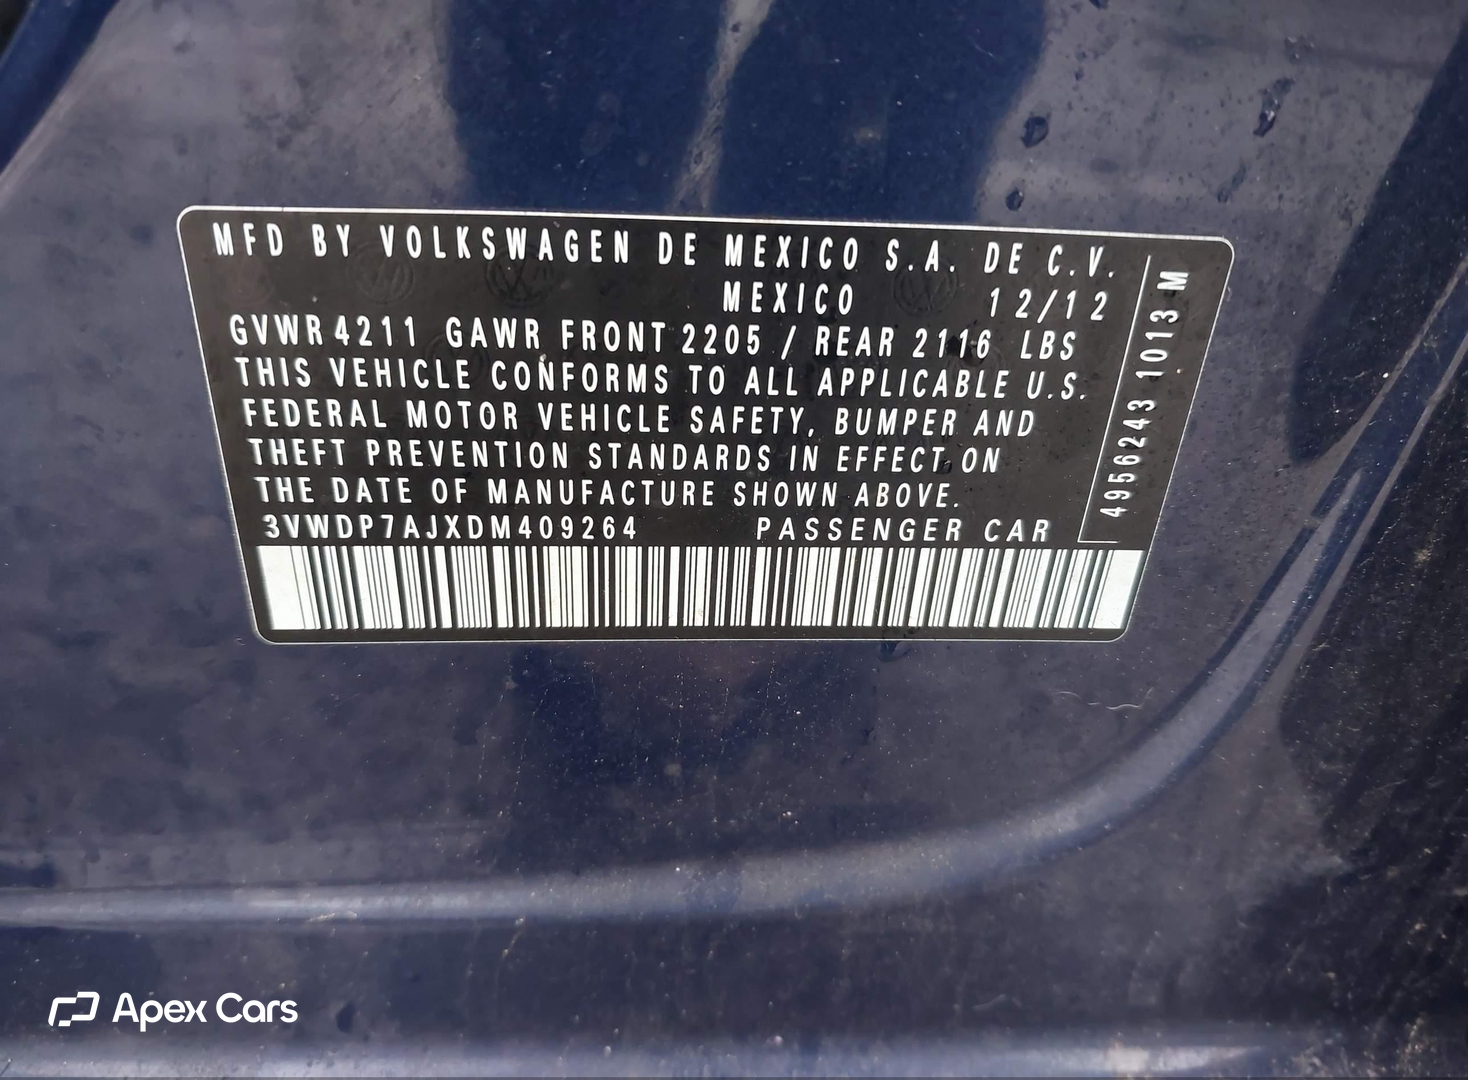 MFD BY VOLKSWAGEN DE MEXICO S.A. DE C.V.
MEXICO 12/12
GVWR 4211 GAWR FRONT 2205 / REAR 2116 LBS
THIS VEHICLE CONFORMS TO ALL APPLICABLE U.S.
FEDERAL MOTOR VEHICLE SAFETY, BUMPER AND
THEFT PREVENTION STANDARDS IN EFFECT ON
THE DATE OF MANUFACTURE SHOWN ABOVE.
3VWDP7AJXDM409264 PASSENGER CAR
4956243 1013 M
Apex Cars